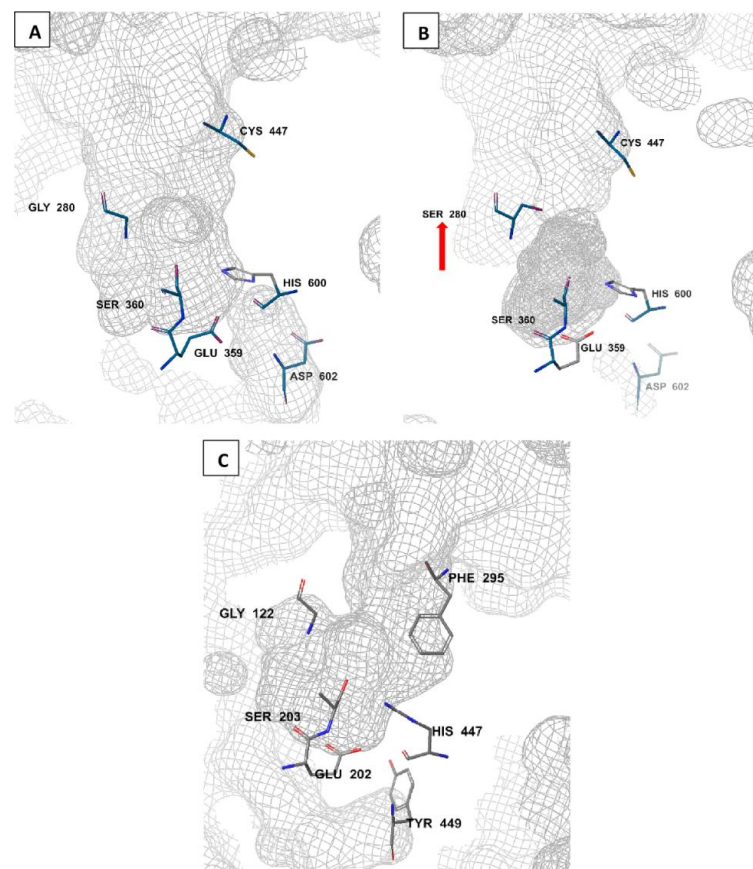 A
CYS 447
GLY 280
HIS 600
SER 360
GLU 359
ASP 602
B
CYS 447
SER 280
HIS 600
SER 360
GLU 359
ASP 602
C
PHE 295
GLY 122
SER 203
HIS 447
GLU 202
TYR 449